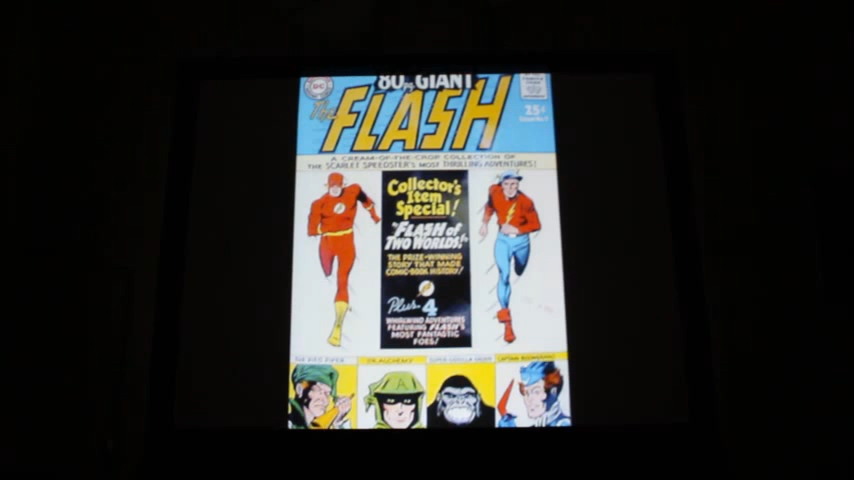 80 Pg. GIANT
DC
The FLASH
25¢
A CREAM-OF-THE-CROP COLLECTION OF
THE SCARLET SPEEDSTER'S MOST THRILLING ADVENTURES!
Collector's
Item
Special!
"FLASH of
TWO WORLDS!"
THE PRIZE-WINNING
STORY THAT MADE
COMIC-BOOK HISTORY!
Plus 4
WHIRLWIND ADVENTURES
FEATURING FLASH'S
MOST FANTASTIC
FOES!
THE PIED PIPER
DR. ALCHEMY
SUPER-GORILLA GRODD
CAPTAIN BOOMERANG
A